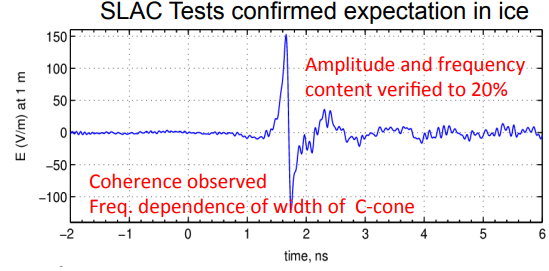 SLAC Tests confirmed expectation in ice
150
100
50
0
−50
−100
E (V/m) at 1 m
Amplitude and frequency
content verified to 20%
Coherence observed
Freq. dependence of width of C-cone
−2 −1 0 1 2 3 4 5 6
time, ns